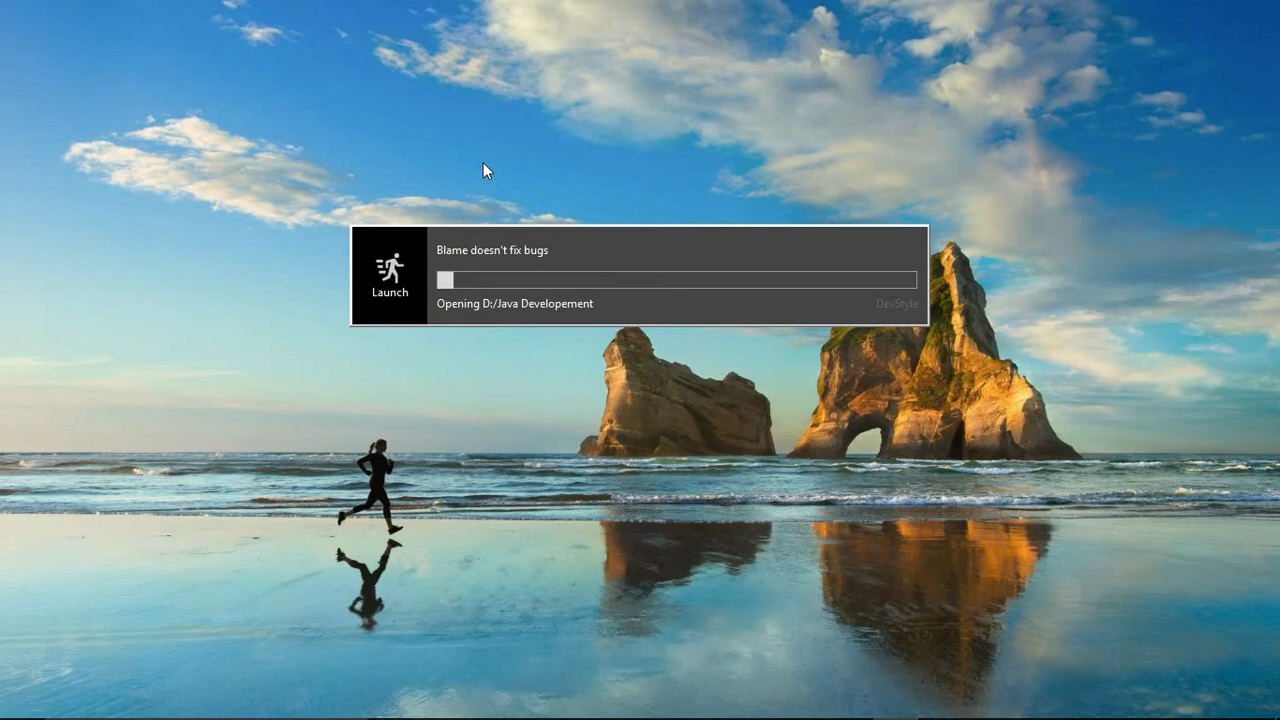 Blame doesn't fix bugs
Launch
Opening D:/Java Developement
DevStyle